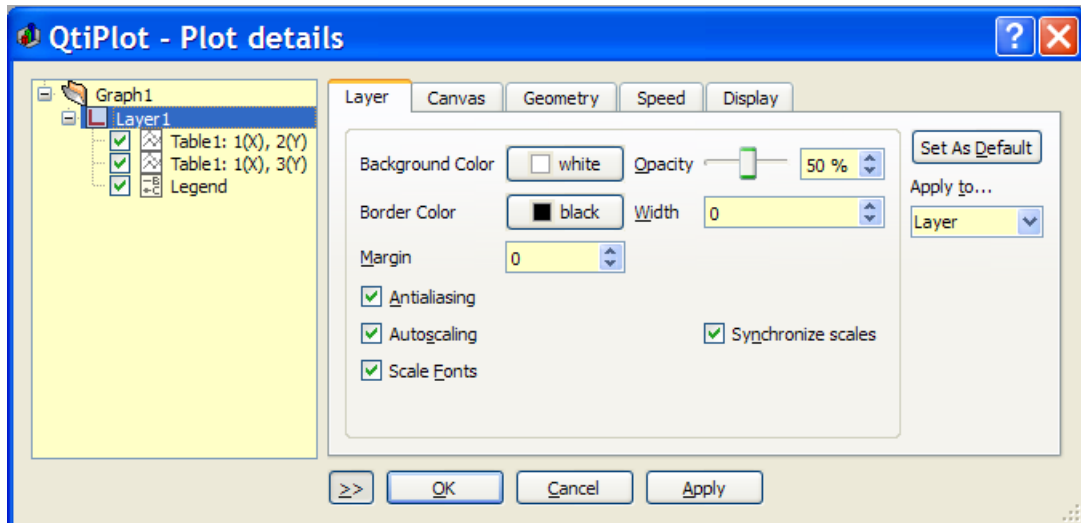 QtiPlot - Plot details
Graph1
Layer1
Table1: 1(X), 2(Y)
Table1: 1(X), 3(Y)
Legend
Layer Canvas Geometry Speed Display
Background Color white Opacity 50 %
Border Color black Width 0
Margin 0
Antialiasing
Autoscaling Synchronize scales
Scale Fonts
Set As Default
Apply to...
Layer
>> OK Cancel Apply